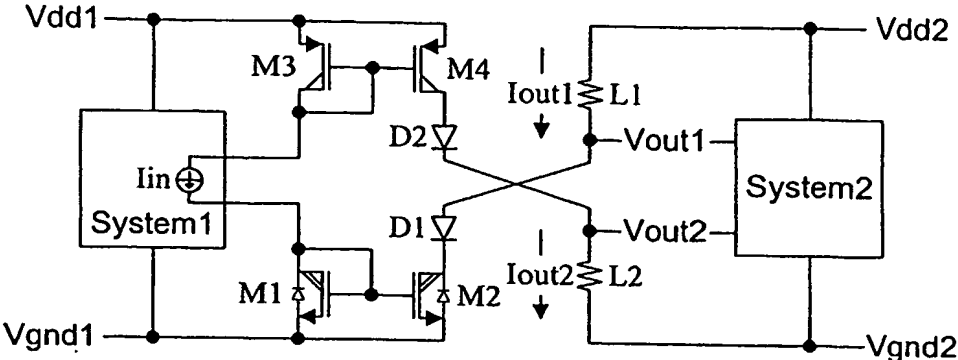 Vdd1
Vdd2
M3
M4
Iout1
L1
D2
Vout1
Iin
System1
System2
D1
Vout2
Iout2
L2
M1
M2
Vgnd1
Vgnd2